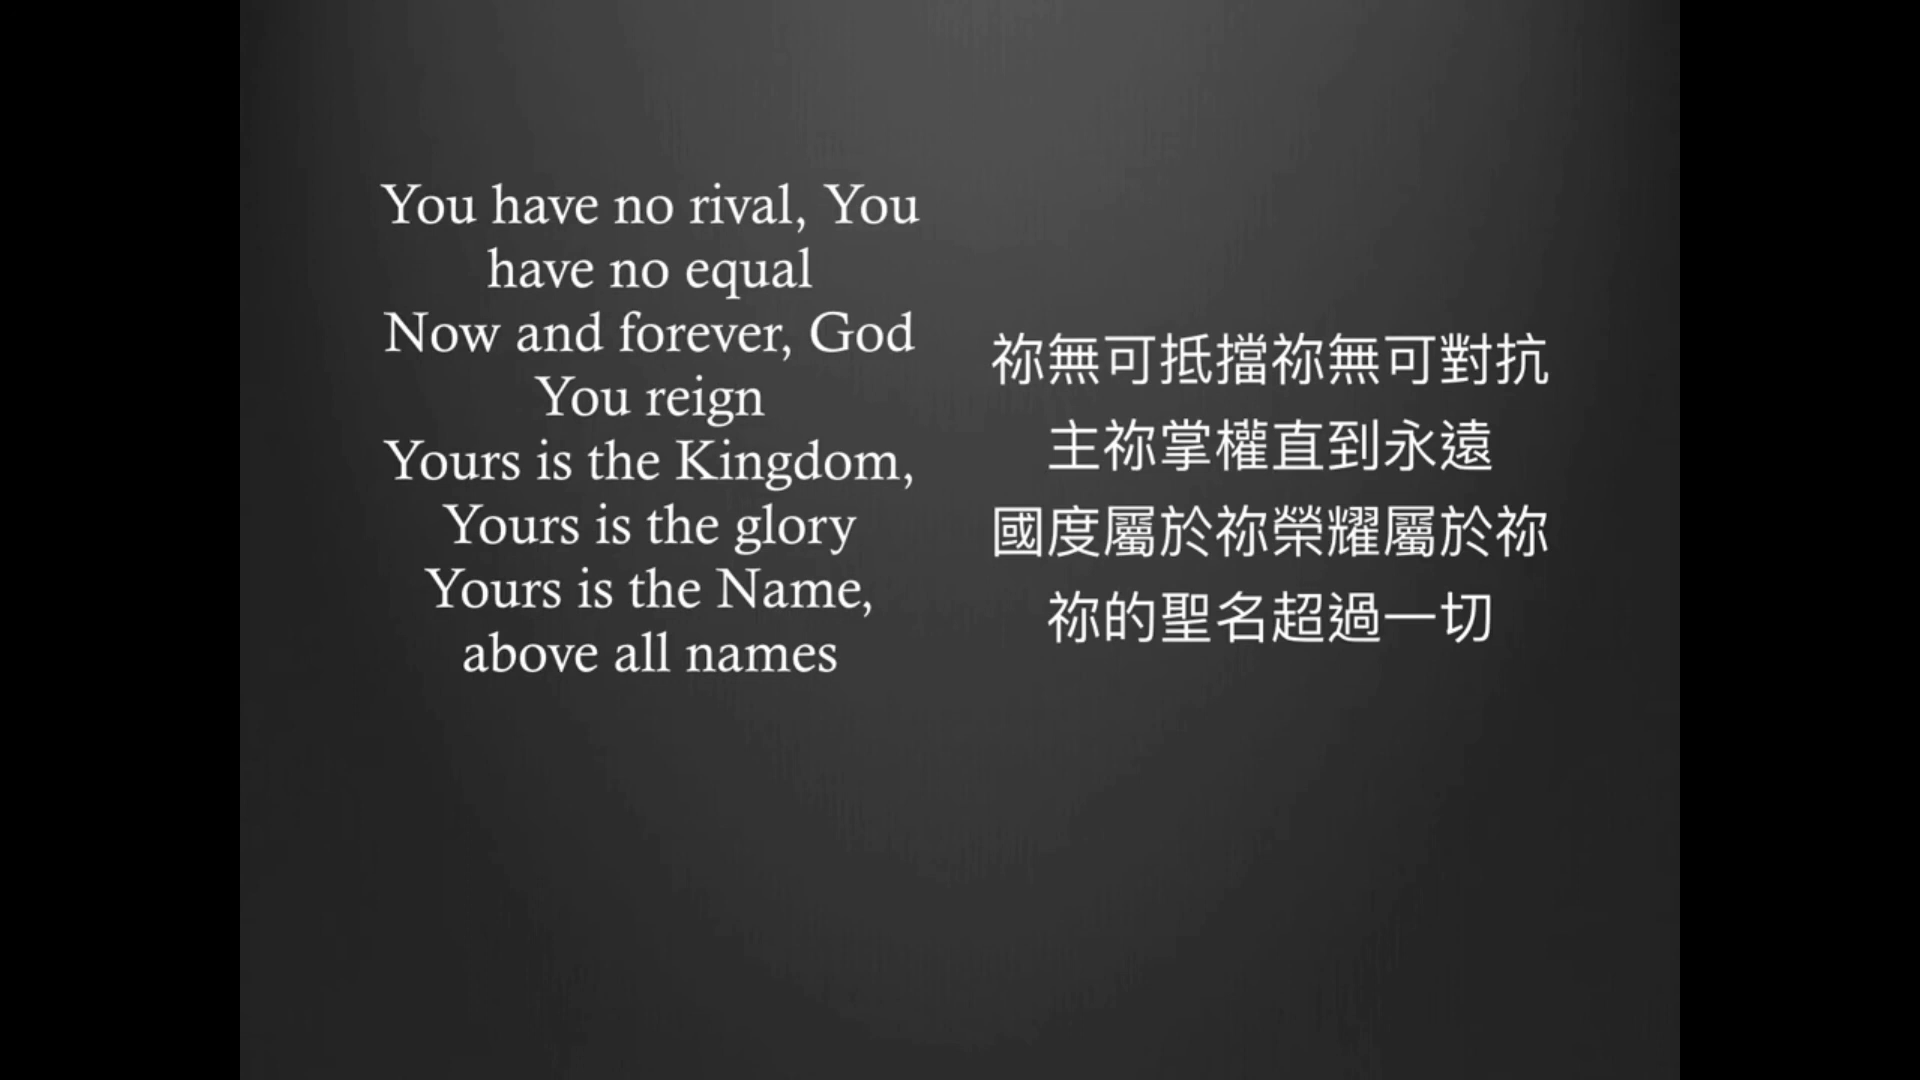 You have no rival, You
have no equal
Now and forever, God
You reign
Yours is the Kingdom,
Yours is the glory
Yours is the Name,
above all names
祢無可抵擋祢無可對抗
主祢掌權直到永遠
國度屬於祢榮耀屬於祢
祢的聖名超過一切